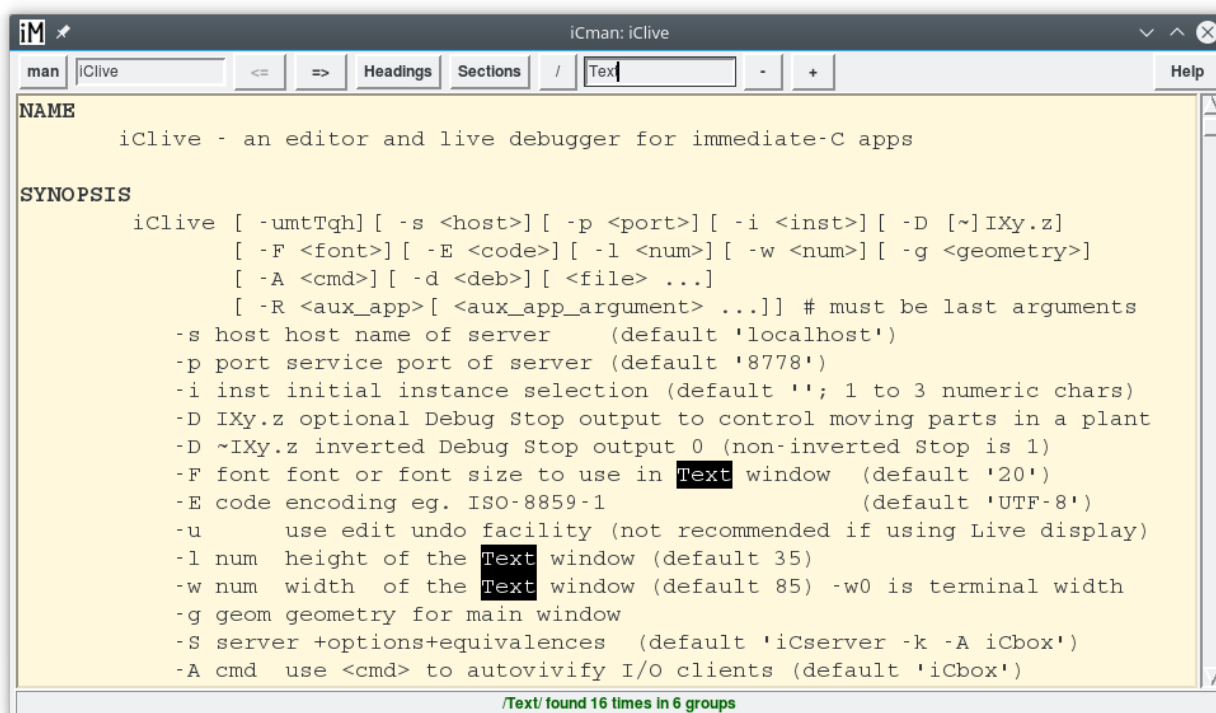 iM iCman: iClive
man iClive <= => Headings Sections / Text - + Help
NAME
iClive - an editor and live debugger for immediate-C apps
SYNOPSIS
iClive [ -umtTqh][ -s <host>][ -p <port>][ -i <inst>][ -D [~]IXy.z]
[ -F <font>][ -E <code>][ -l <num>][ -w <num>][ -g <geometry>]
[ -A <cmd>][ -d <deb>][ <file> ...]
[ -R <aux_app>[ <aux_app_argument> ...]] # must be last arguments
-s host host name of server (default 'localhost')
-p port service port of server (default '8778')
-i inst initial instance selection (default ''; 1 to 3 numeric chars)
-D IXy.z optional Debug Stop output to control moving parts in a plant
-D ~IXy.z inverted Debug Stop output 0 (non-inverted Stop is 1)
-F font font or font size to use in Text window (default '20')
-E code encoding eg. ISO-8859-1 (default 'UTF-8')
-u use edit undo facility (not recommended if using Live display)
-l num height of the Text window (default 35)
-w num width of the Text window (default 85) -w0 is terminal width
-g geom geometry for main window
-S server +options+equivalences (default 'iCserver -k -A iCbox')
-A cmd use <cmd> to autovivify I/O clients (default 'iCbox')
/Text/ found 16 times in 6 groups